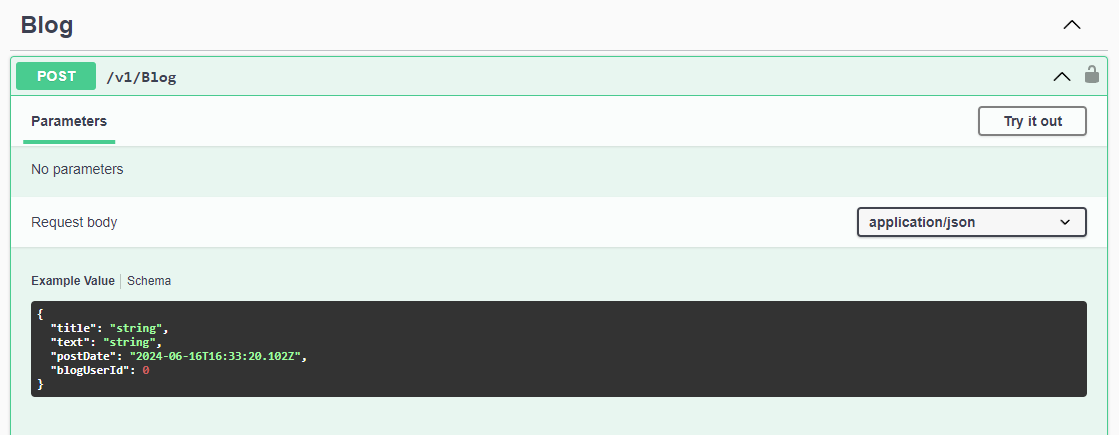 Blog
POST /v1/Blog
Parameters Try it out
No parameters
Request body application/json
Example Value Schema
{
  "title": "string",
  "text": "string",
  "postDate": "2024-06-16T16:33:20.102Z",
  "blogUserId": 0
}